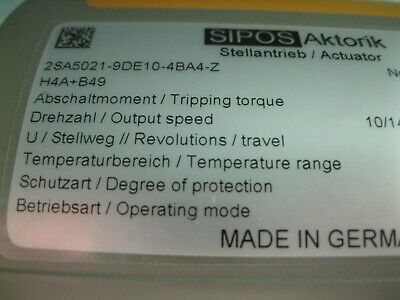 SIPOS Aktorik
Stellantrieb / Actuator
2SA5021-9DE10-4BA4-Z
H4A+B49
Abschaltmoment / Tripping torque
Drehzahl / Output speed 10/14
U / Stellweg // Revolutions / travel
Temperaturbereich / Temperature range
Schutzart / Degree of protection
Betriebsart / Operating mode
MADE IN GERMA